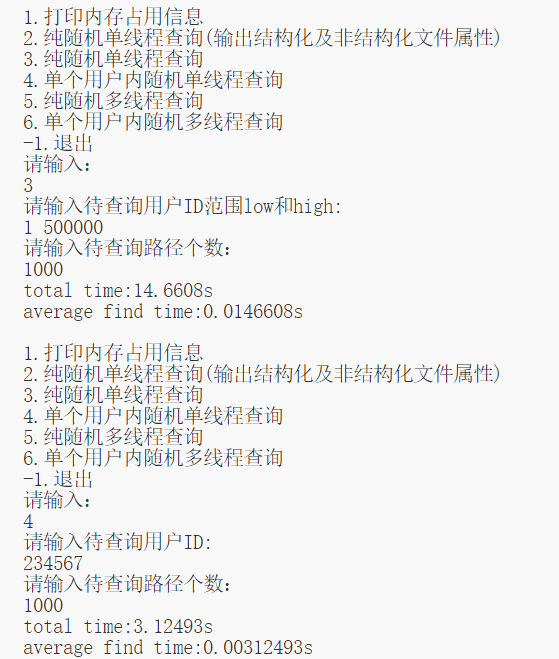 1.打印内存占用信息
2.纯随机单线程查询(输出结构化及非结构化文件属性)
3.纯随机单线程查询
4.单个用户内随机单线程查询
5.纯随机多线程查询
6.单个用户内随机多线程查询
-1.退出
请输入:
3
请输入待查询用户ID范围low和high:
1 500000
请输入待查询路径个数:
1000
total time:14.6608s
average find time:0.0146608s
1.打印内存占用信息
2.纯随机单线程查询(输出结构化及非结构化文件属性)
3.纯随机单线程查询
4.单个用户内随机单线程查询
5.纯随机多线程查询
6.单个用户内随机多线程查询
-1.退出
请输入:
4
请输入待查询用户ID:
234567
请输入待查询路径个数:
1000
total time:3.12493s
average find time:0.00312493s